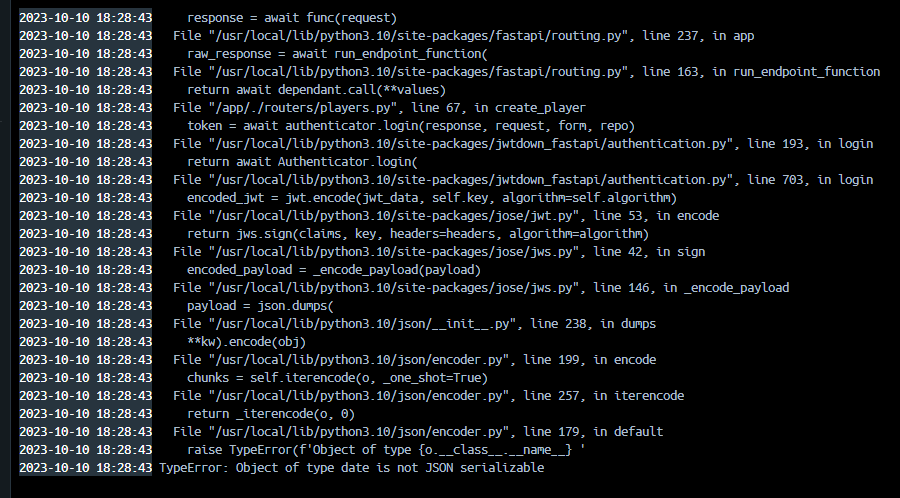 2023-10-10 18:28:43     response = await func(request)
2023-10-10 18:28:43   File "/usr/local/lib/python3.10/site-packages/fastapi/routing.py", line 237, in app
2023-10-10 18:28:43     raw_response = await run_endpoint_function(
2023-10-10 18:28:43   File "/usr/local/lib/python3.10/site-packages/fastapi/routing.py", line 163, in run_endpoint_function
2023-10-10 18:28:43     return await dependant.call(**values)
2023-10-10 18:28:43   File "/app/./routers/players.py", line 67, in create_player
2023-10-10 18:28:43     token = await authenticator.login(response, request, form, repo)
2023-10-10 18:28:43   File "/usr/local/lib/python3.10/site-packages/jwtdown_fastapi/authentication.py", line 193, in login
2023-10-10 18:28:43     return await Authenticator.login(
2023-10-10 18:28:43   File "/usr/local/lib/python3.10/site-packages/jwtdown_fastapi/authentication.py", line 703, in login
2023-10-10 18:28:43     encoded_jwt = jwt.encode(jwt_data, self.key, algorithm=self.algorithm)
2023-10-10 18:28:43   File "/usr/local/lib/python3.10/site-packages/jose/jwt.py", line 53, in encode
2023-10-10 18:28:43     return jws.sign(claims, key, headers=headers, algorithm=algorithm)
2023-10-10 18:28:43   File "/usr/local/lib/python3.10/site-packages/jose/jws.py", line 42, in sign
2023-10-10 18:28:43     encoded_payload = _encode_payload(payload)
2023-10-10 18:28:43   File "/usr/local/lib/python3.10/site-packages/jose/jws.py", line 146, in _encode_payload
2023-10-10 18:28:43     payload = json.dumps(
2023-10-10 18:28:43   File "/usr/local/lib/python3.10/json/__init__.py", line 238, in dumps
2023-10-10 18:28:43     **kw).encode(obj)
2023-10-10 18:28:43   File "/usr/local/lib/python3.10/json/encoder.py", line 199, in encode
2023-10-10 18:28:43     chunks = self.iterencode(o, _one_shot=True)
2023-10-10 18:28:43   File "/usr/local/lib/python3.10/json/encoder.py", line 257, in iterencode
2023-10-10 18:28:43     return _iterencode(o, 0)
2023-10-10 18:28:43   File "/usr/local/lib/python3.10/json/encoder.py", line 179, in default
2023-10-10 18:28:43     raise TypeError(f'Object of type {o.__class__.__name__} '
2023-10-10 18:28:43 TypeError: Object of type date is not JSON serializable